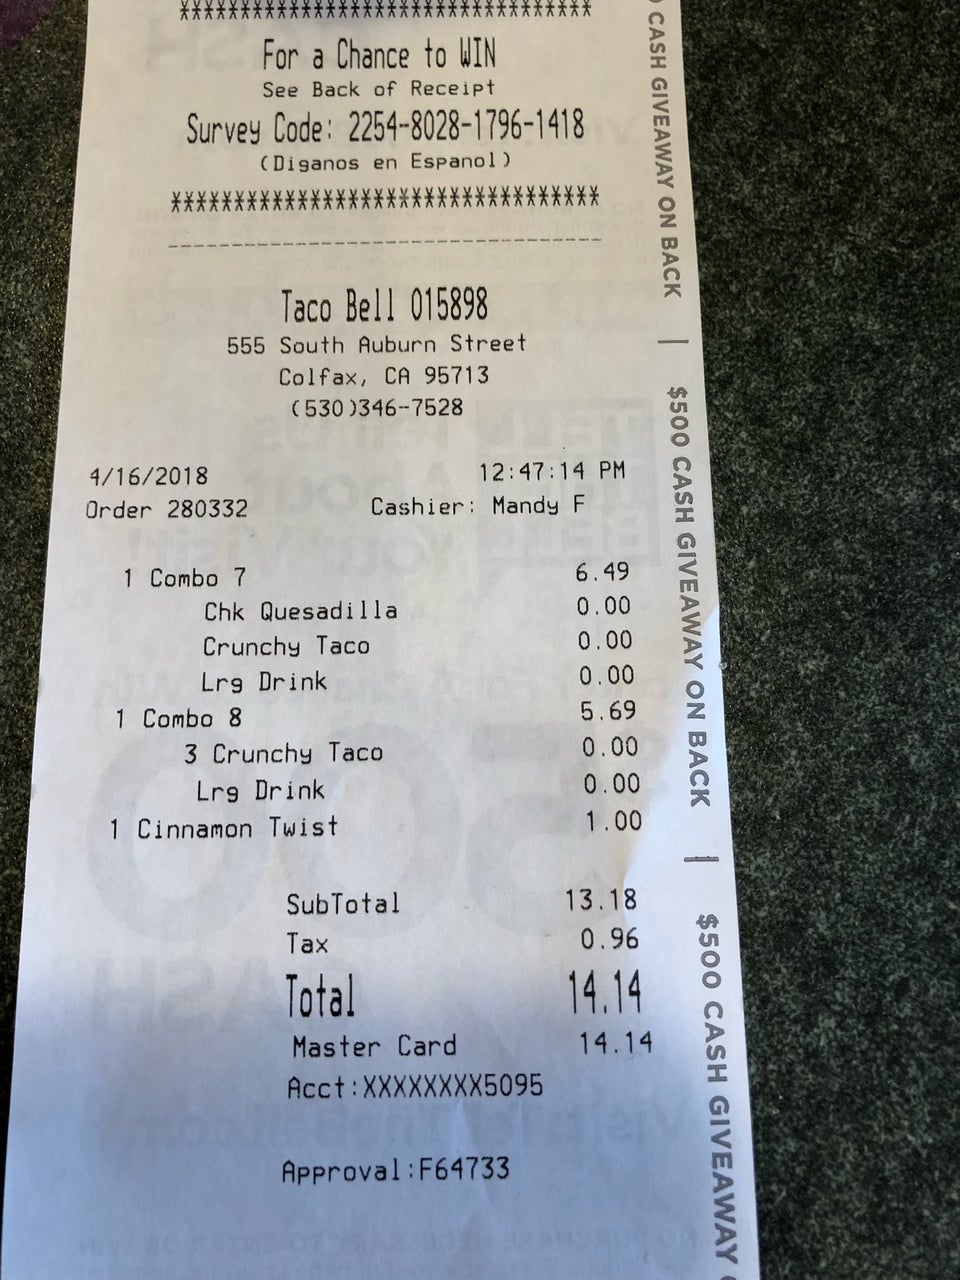 *********************************
For a Chance to WIN
See Back of Receipt
Survey Code: 2254-8028-1796-1418
(Diganos en Espanol)
*********************************
----------------------------------------
Taco Bell 015898
555 South Auburn Street
Colfax, CA 95713
(530)346-7528
4/16/2018 12:47:14 PM
Order 280332 Cashier: Mandy F
1 Combo 7 6.49
Chk Quesadilla 0.00
Crunchy Taco 0.00
Lrg Drink 0.00
1 Combo 8 5.69
3 Crunchy Taco 0.00
Lrg Drink 0.00
1 Cinnamon Twist 1.00
SubTotal 13.18
Tax 0.96
Total 14.14
Master Card 14.14
Acct:XXXXXXXX5095
Approval:F64733
CASH GIVEAWAY ON BACK | $500 CASH GIVEAWAY ON BACK | $500 CASH GIVEAWAY